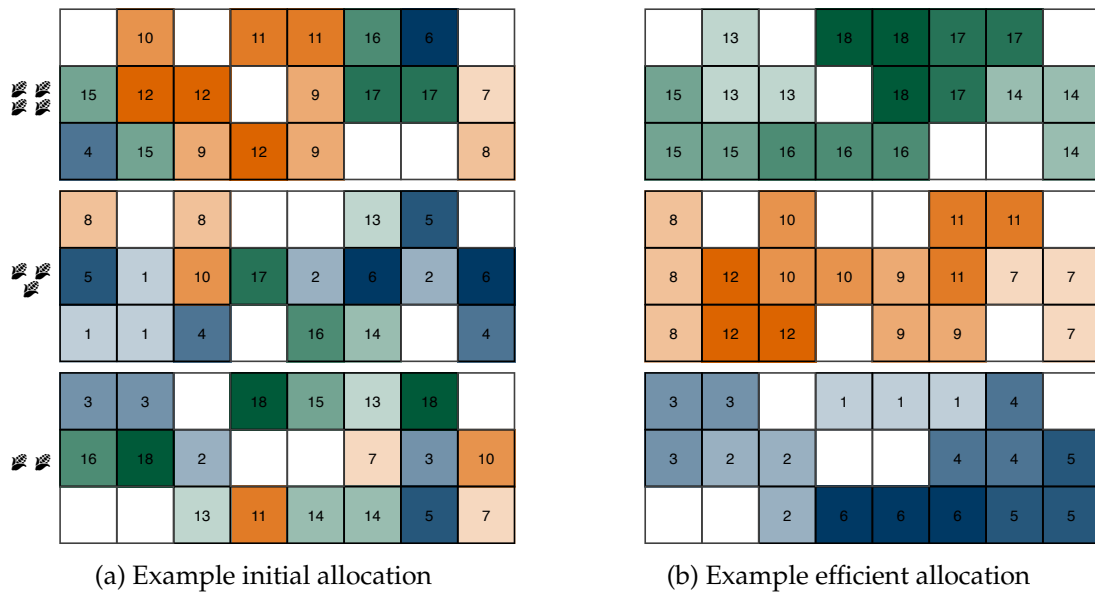 10 11 11 16 6
15 12 12 9 17 17 7
4 15 9 12 9 8
8 8 13 5
5 1 10 17 2 6 2 6
1 1 4 16 14 4
3 3 18 15 13 18
16 18 2 7 3 10
13 11 14 14 5 7
(a) Example initial allocation
13 18 18 17 17
15 13 13 18 17 14 14
15 15 16 16 16 14
8 10 11 11
8 12 10 10 9 11 7 7
8 12 12 9 9 7
3 3 1 1 1 4
3 2 2 4 4 5
2 6 6 6 5 5
(b) Example efficient allocation